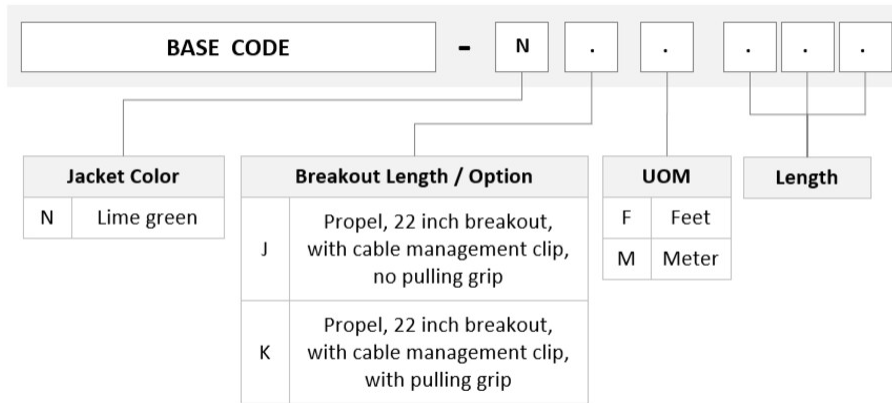 BASE CODE - N . . . . .
Jacket Color
N Lime green
Breakout Length / Option
J Propel, 22 inch breakout,
with cable management clip,
no pulling grip
K Propel, 22 inch breakout,
with cable management clip,
with pulling grip
UOM
F Feet
M Meter
Length